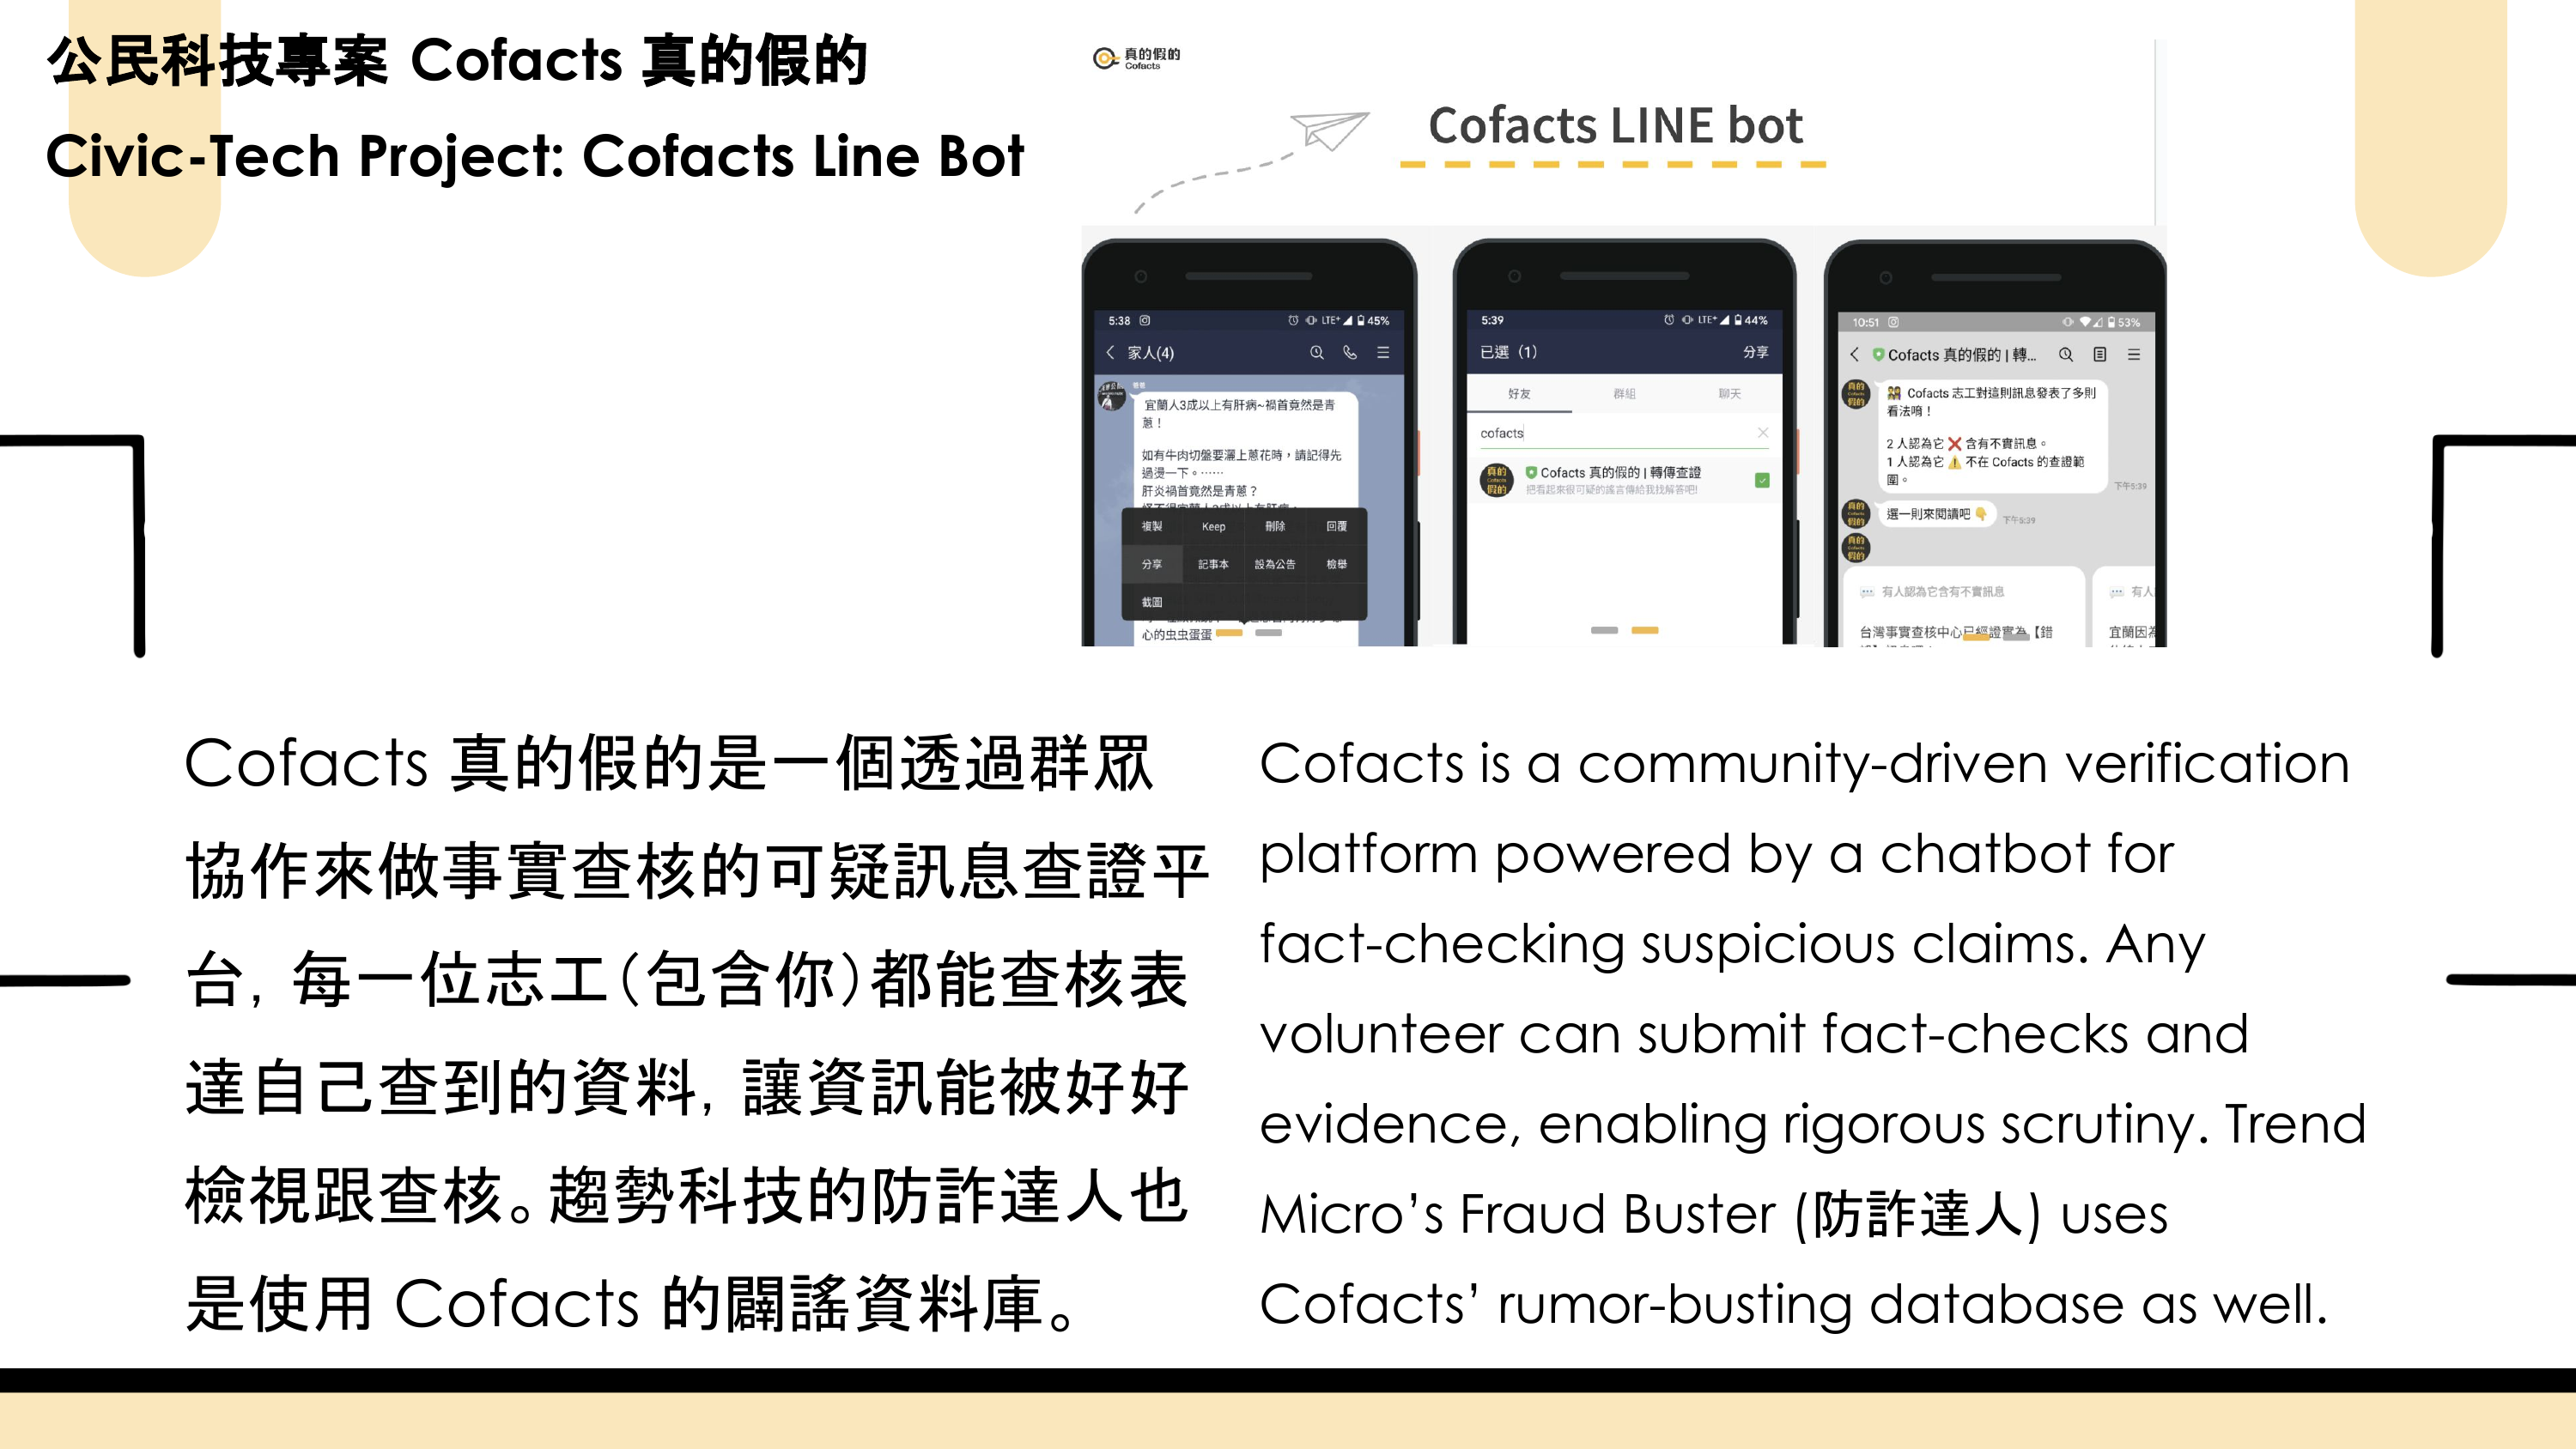 公民科技專案 Cofacts 真的假的
Civic-Tech Project: Cofacts Line Bot
真的假的
Cofacts
Cofacts LINE bot
5:38 LTE+ 45%
家人(4)
宜蘭人3成以上有肝病~禍首竟然是青
蔥！
如有牛肉切盤要灑上蔥花時，請記得先
過燙一下。……
肝炎禍首竟然是青蔥？
複製 Keep 刪除 回覆
分享 記事本 設為公告 檢舉
截圖
心的虫虫蛋蛋
5:39 LTE+ 44%
已選（1） 分享
好友 群組 聊天
cofacts
真的 Cofacts 假的
Cofacts 真的假的 | 轉傳查證
把看起來很可疑的謠言傳給我找解答吧!
10:51 53%
Cofacts 真的假的 | 轉...
Cofacts 志工對這則訊息發表了多則
看法唷！
2 人認為它 ❌ 含有不實訊息。
1 人認為它 ⚠️ 不在 Cofacts 的查證範
圍。
下午5:39
選一則來閱讀吧 👇
下午5:39
有人認為它含有不實訊息
有人
台灣事實查核中心已經證實為【錯
宜蘭因為
Cofacts 真的假的是一個透過群眾
協作來做事實查核的可疑訊息查證平
台，每一位志工（包含你）都能查核表
達自己查到的資料，讓資訊能被好好
檢視跟查核。趨勢科技的防詐達人也
是使用 Cofacts 的闢謠資料庫。
Cofacts is a community-driven verification
platform powered by a chatbot for
fact-checking suspicious claims. Any
volunteer can submit fact-checks and
evidence, enabling rigorous scrutiny. Trend
Micro’s Fraud Buster (防詐達人) uses
Cofacts’ rumor-busting database as well.